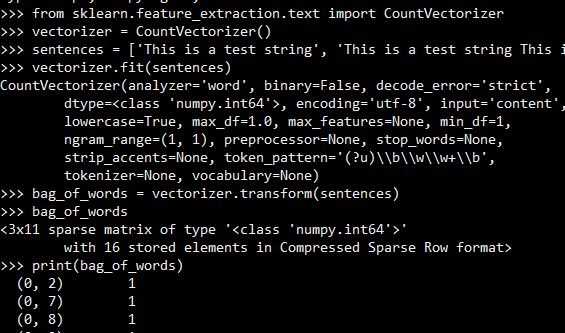 >>> from sklearn.feature_extraction.text import CountVectorizer
>>> vectorizer = CountVectorizer()
>>> sentences = ['This is a test string', 'This is a test string This i
>>> vectorizer.fit(sentences)
CountVectorizer(analyzer='word', binary=False, decode_error='strict',
        dtype=<class 'numpy.int64'>, encoding='utf-8', input='content',
        lowercase=True, max_df=1.0, max_features=None, min_df=1,
        ngram_range=(1, 1), preprocessor=None, stop_words=None,
        strip_accents=None, token_pattern='(?u)\\b\\w\\w+\\b',
        tokenizer=None, vocabulary=None)
>>> bag_of_words = vectorizer.transform(sentences)
>>> bag_of_words
<3x11 sparse matrix of type '<class 'numpy.int64'>'
        with 16 stored elements in Compressed Sparse Row format>
>>> print(bag_of_words)
  (0, 2)        1
  (0, 7)        1
  (0, 8)        1